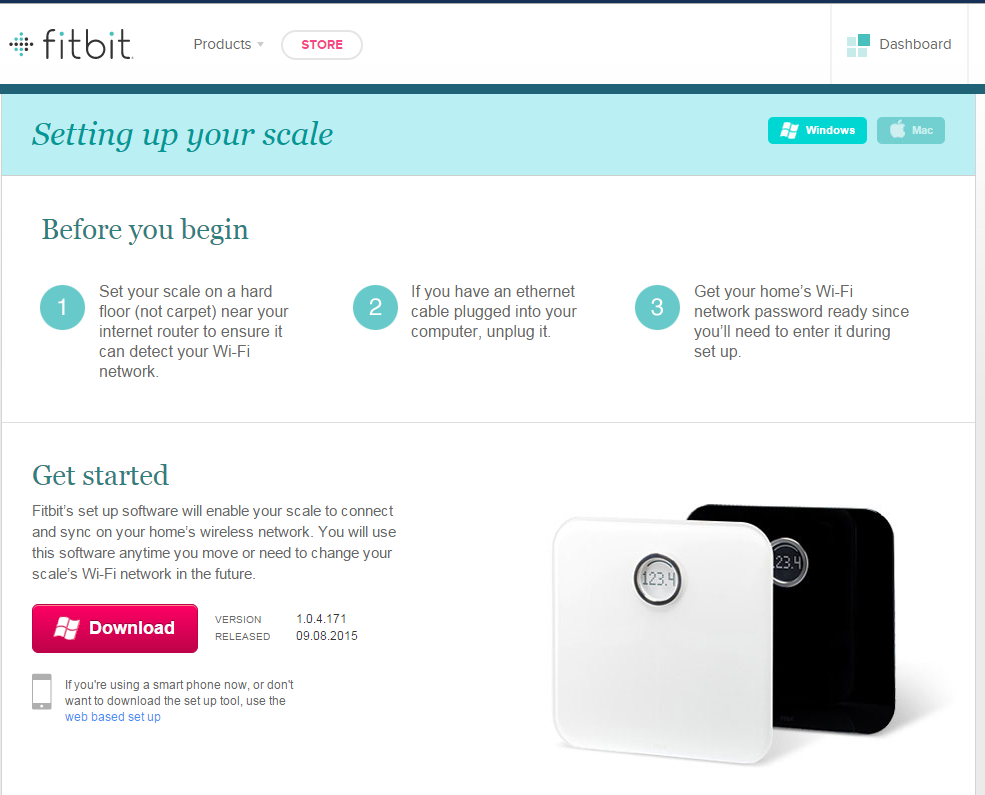 fitbit.
Products
STORE
Dashboard
Setting up your scale
Windows
Mac
Before you begin
1
Set your scale on a hard
floor (not carpet) near your
internet router to ensure it
can detect your Wi-Fi
network.
2
If you have an ethernet
cable plugged into your
computer, unplug it.
3
Get your home’s Wi-Fi
network password ready since
you’ll need to enter it during
set up.
Get started
Fitbit’s set up software will enable your scale to connect
and sync on your home’s wireless network. You will use
this software anytime you move or need to change your
scale’s Wi-Fi network in the future.
Download
VERSION 1.0.4.171
RELEASED 09.08.2015
If you're using a smart phone now, or don't
want to download the set up tool, use the
web based set up
123.4
23.4